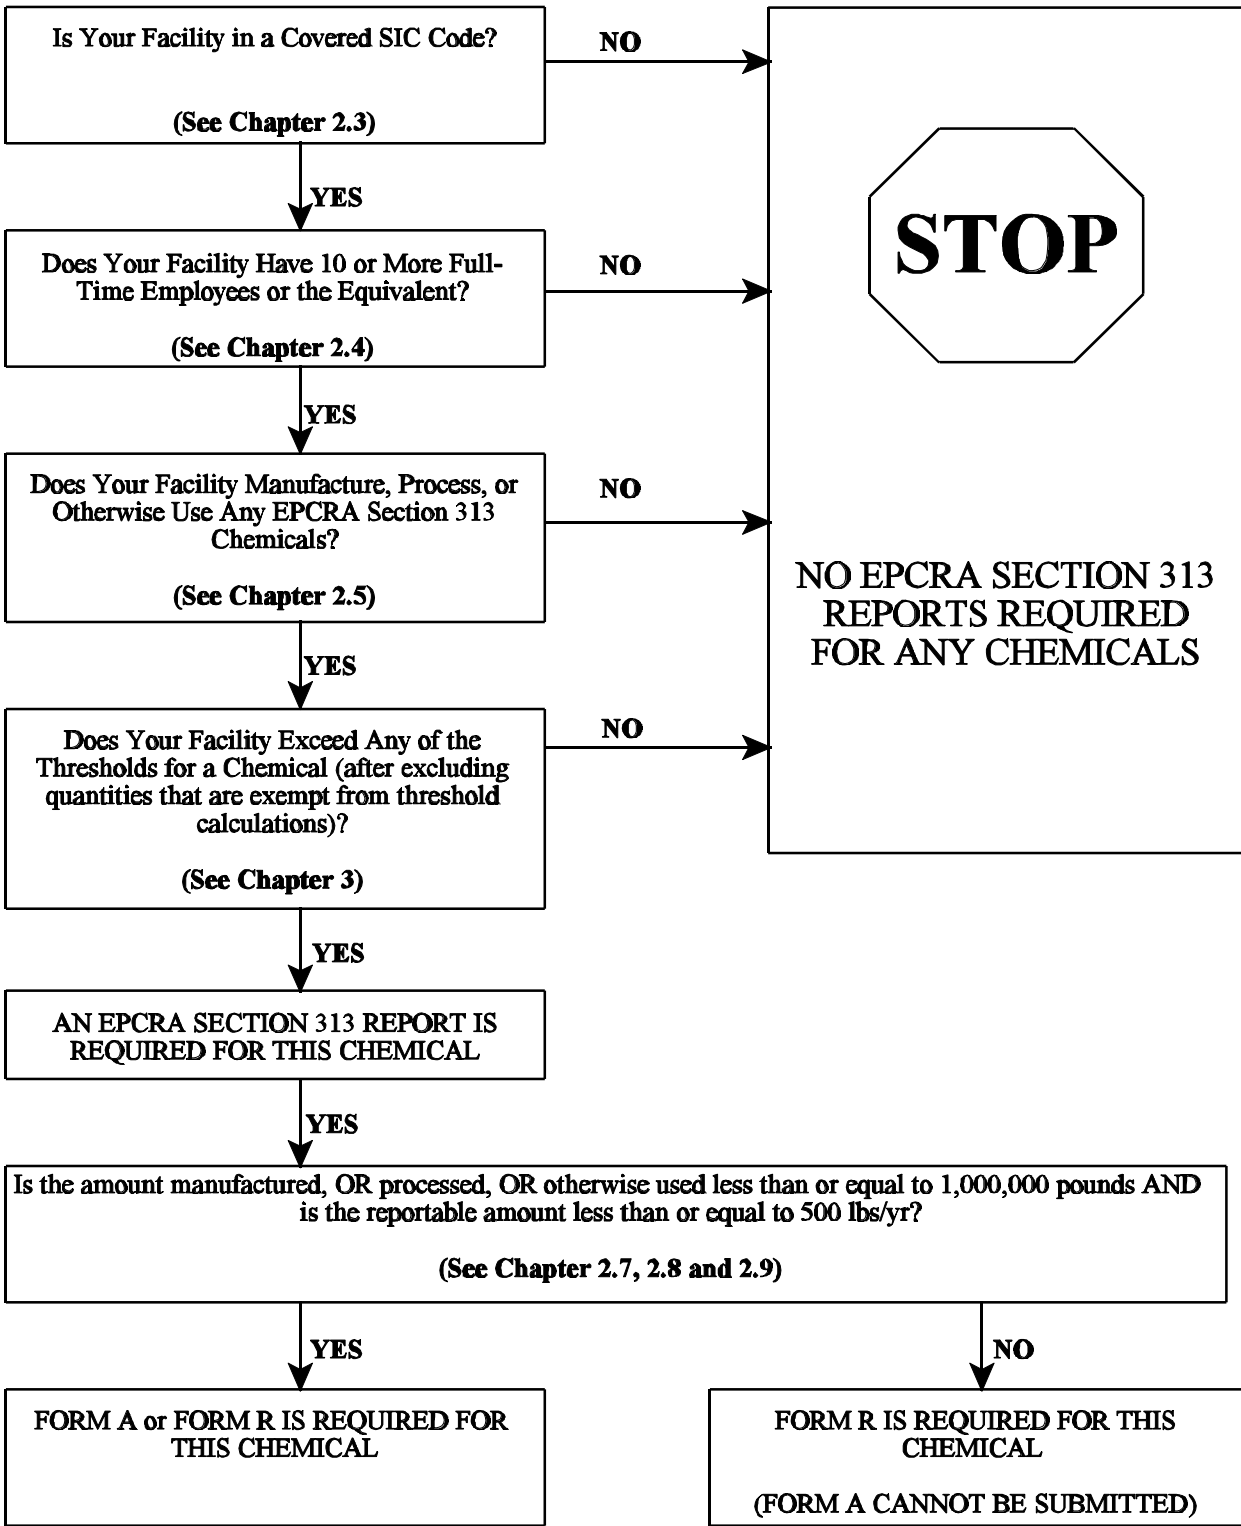 Is Your Facility in a Covered SIC Code?
(See Chapter 2.3)
NO
YES
Does Your Facility Have 10 or More Full-
Time Employees or the Equivalent?
(See Chapter 2.4)
NO
YES
Does Your Facility Manufacture, Process, or
Otherwise Use Any EPCRA Section 313
Chemicals?
(See Chapter 2.5)
NO
YES
Does Your Facility Exceed Any of the
Thresholds for a Chemical (after excluding
quantities that are exempt from threshold
calculations)?
(See Chapter 3)
NO
STOP
NO EPCRA SECTION 313
REPORTS REQUIRED
FOR ANY CHEMICALS
YES
AN EPCRA SECTION 313 REPORT IS
REQUIRED FOR THIS CHEMICAL
YES
Is the amount manufactured, OR processed, OR otherwise used less than or equal to 1,000,000 pounds AND
is the reportable amount less than or equal to 500 lbs/yr?
(See Chapter 2.7, 2.8 and 2.9)
YES
FORM A or FORM R IS REQUIRED FOR
THIS CHEMICAL
NO
FORM R IS REQUIRED FOR THIS
CHEMICAL
(FORM A CANNOT BE SUBMITTED)